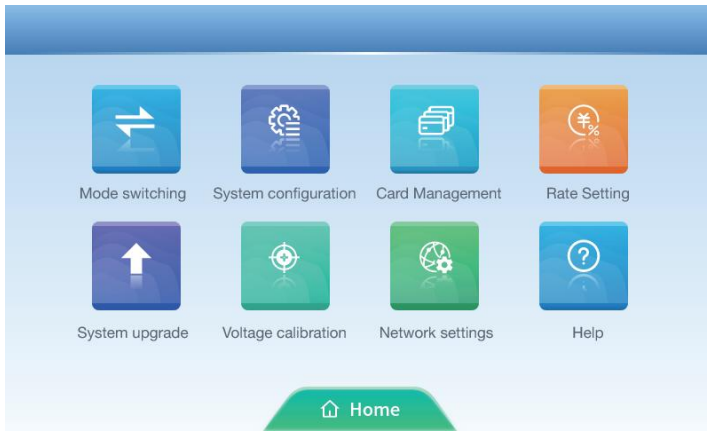 Mode switching System configuration Card Management Rate Setting
System upgrade Voltage calibration Network settings Help
Home